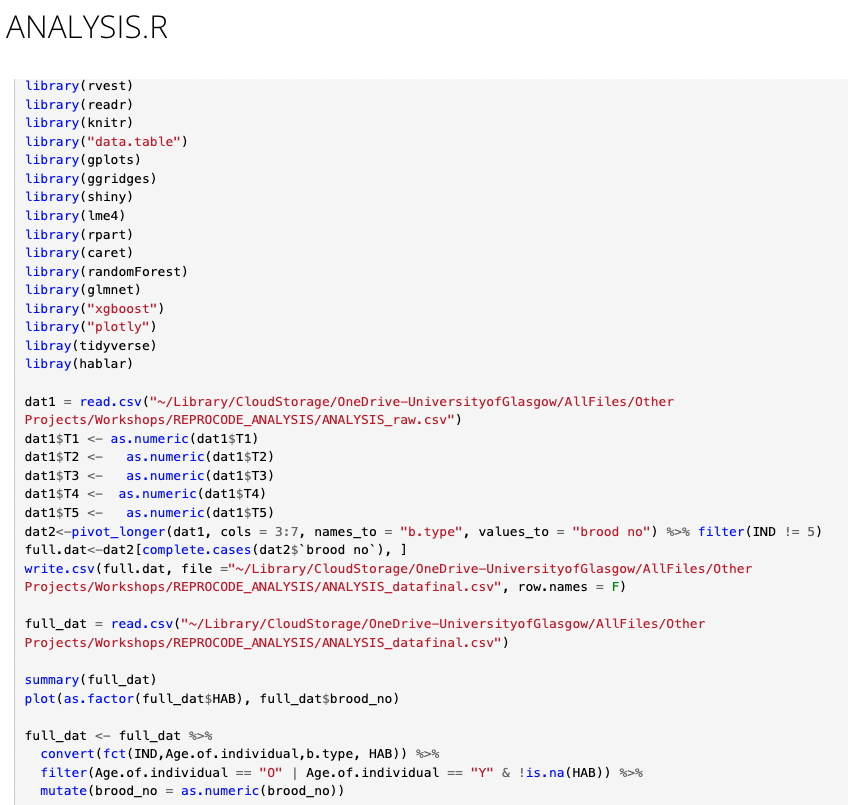 ANALYSIS.R
library(rvest)
library(readr)
library(knitr)
library("data.table")
library(gplots)
library(ggridges)
library(shiny)
library(lme4)
library(rpart)
library(caret)
library(randomForest)
library(glmnet)
library("xgboost")
library("plotly")
libray(tidyverse)
libray(hablar)

dat1 = read.csv("~/Library/CloudStorage/OneDrive-UniversityofGlasgow/AllFiles/Other
Projects/Workshops/REPROCODE_ANALYSIS/ANALYSIS_raw.csv")
dat1$T1 <- as.numeric(dat1$T1)
dat1$T2 <-   as.numeric(dat1$T2)
dat1$T3 <-   as.numeric(dat1$T3)
dat1$T4 <-  as.numeric(dat1$T4)
dat1$T5 <-   as.numeric(dat1$T5)
dat2<-pivot_longer(dat1, cols = 3:7, names_to = "b.type", values_to = "brood no") %>% filter(IND != 5)
full.dat<-dat2[complete.cases(dat2$`brood no`), ]
write.csv(full.dat, file ="~/Library/CloudStorage/OneDrive-UniversityofGlasgow/AllFiles/Other
Projects/Workshops/REPROCODE_ANALYSIS/ANALYSIS_datafinal.csv", row.names = F)

full_dat = read.csv("~/Library/CloudStorage/OneDrive-UniversityofGlasgow/AllFiles/Other
Projects/Workshops/REPROCODE_ANALYSIS/ANALYSIS_datafinal.csv")

summary(full_dat)
plot(as.factor(full_dat$HAB), full_dat$brood_no)

full_dat <- full_dat %>%
  convert(fct(IND,Age.of.individual,b.type, HAB)) %>%
  filter(Age.of.individual == "O" | Age.of.individual == "Y" & !is.na(HAB)) %>%
  mutate(brood_no = as.numeric(brood_no))